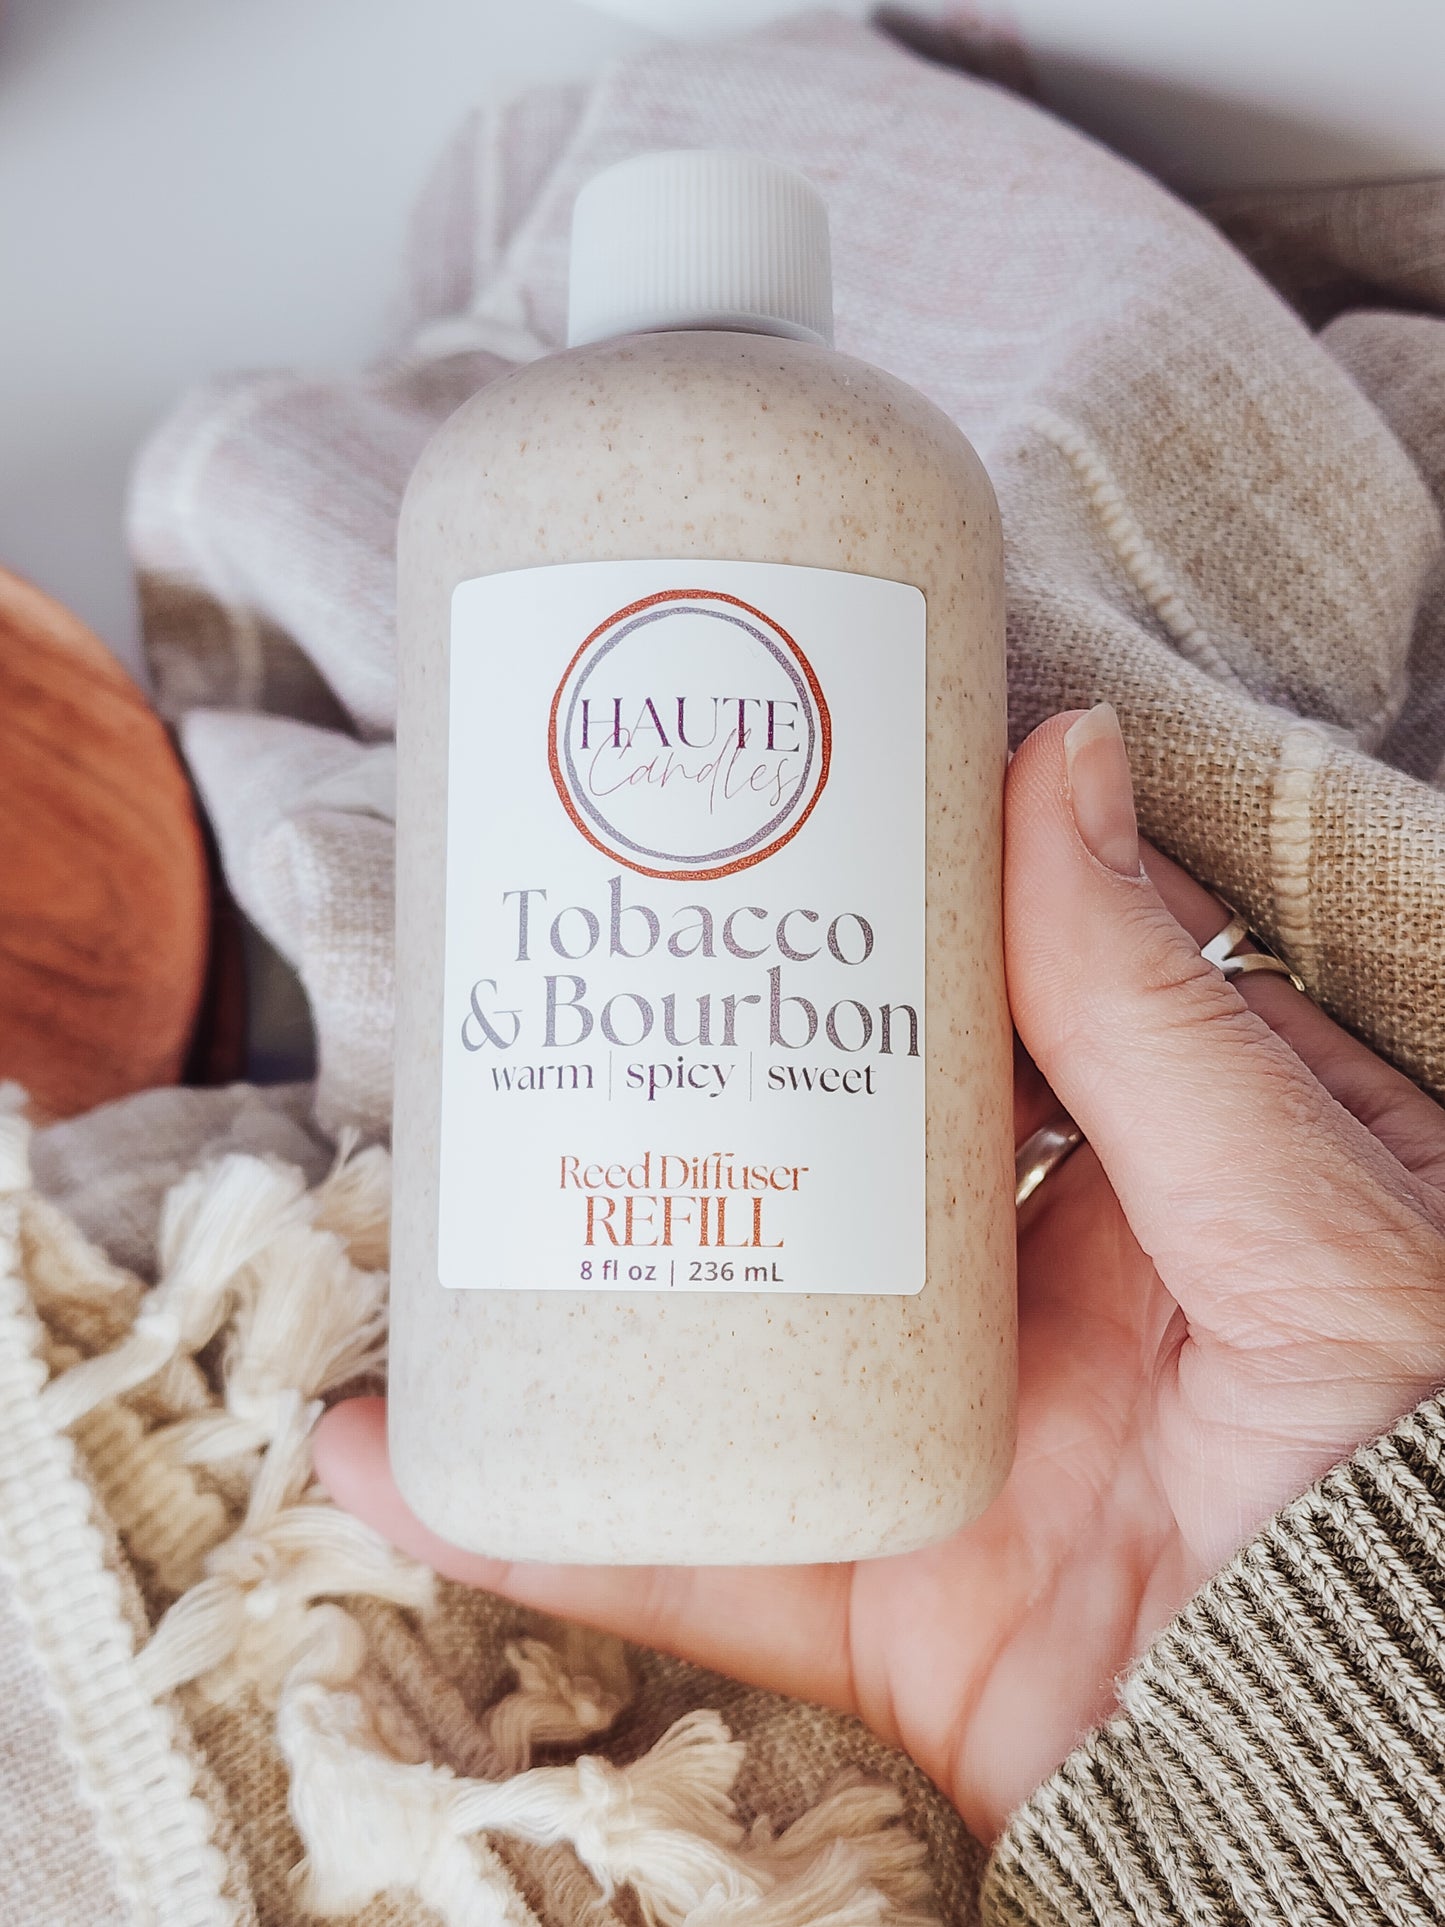 HAUTE
Candles
Tobacco
& Bourbon
warm | spicy | sweet
Reed Diffuser
REFILL
8 fl oz | 236 mL